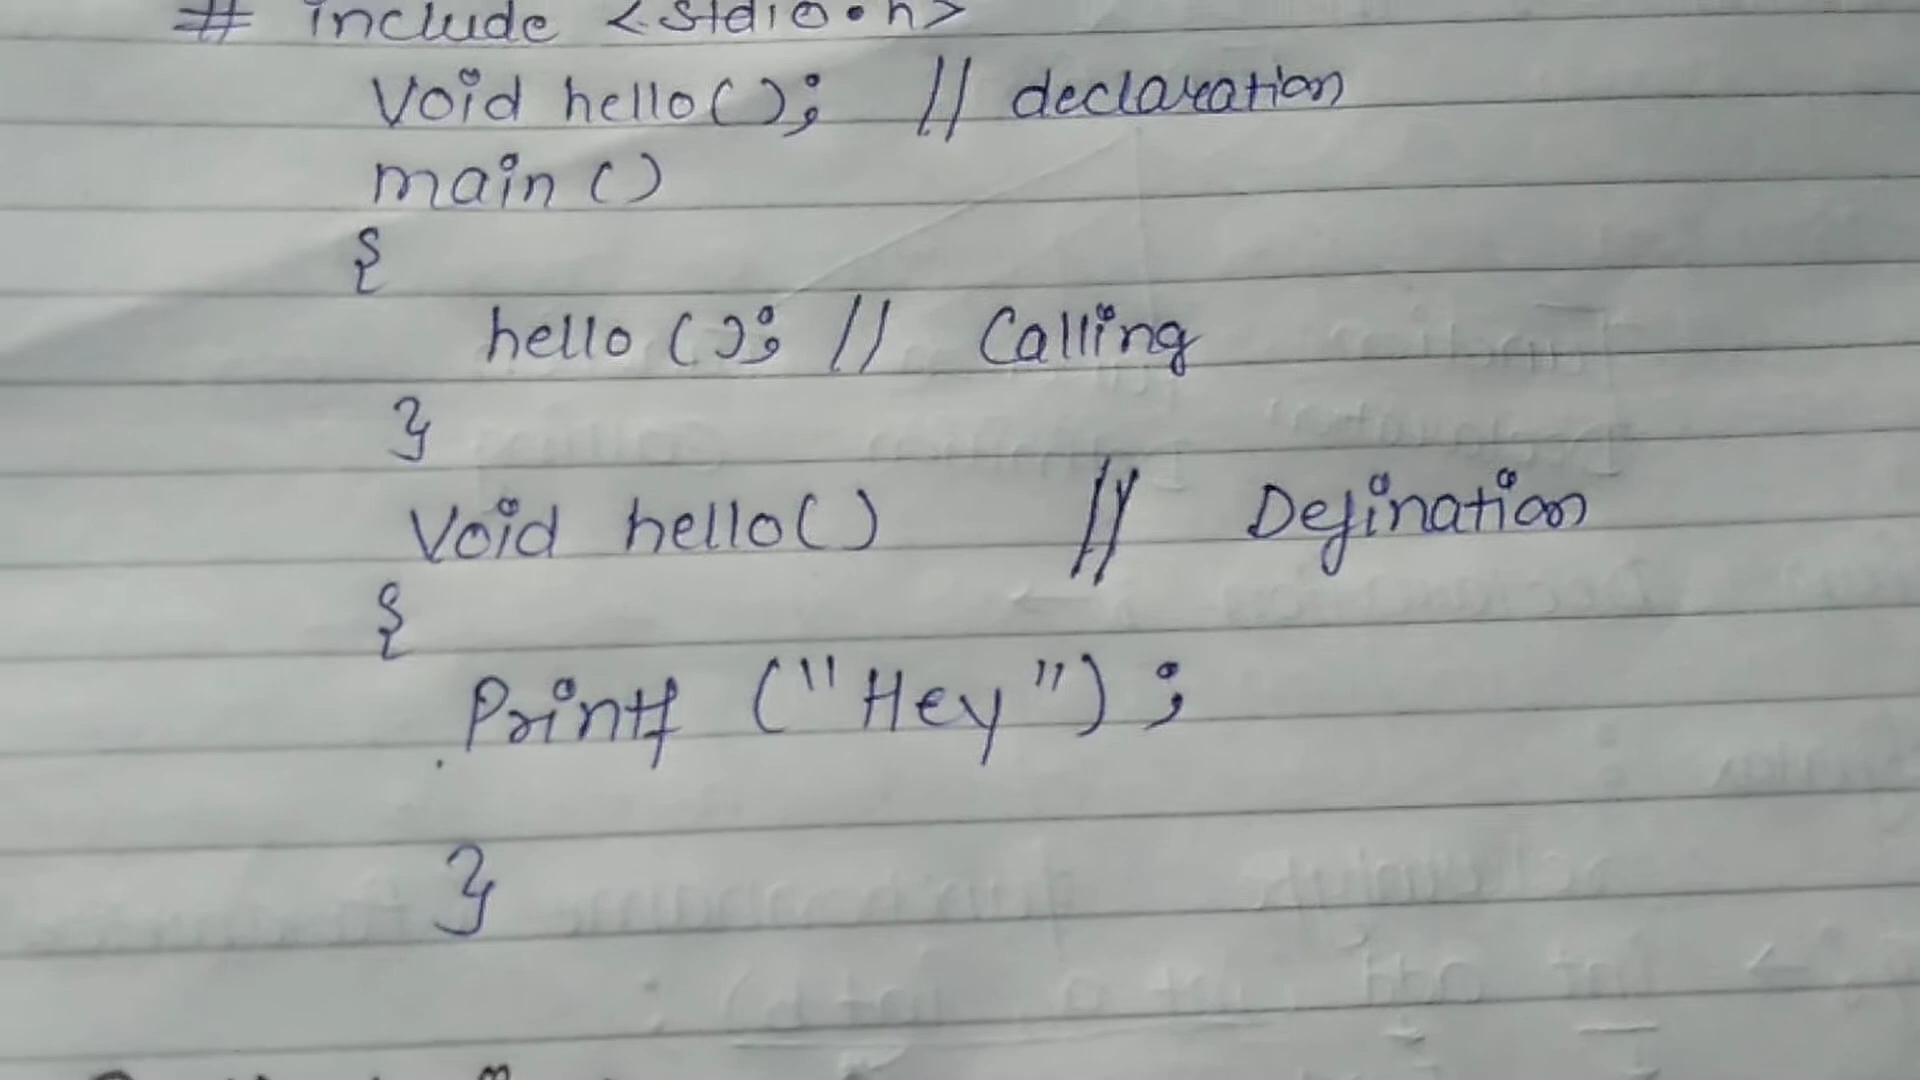 # include <stdio.h>
Void hello(); // declaration
main ()
{
hello (); // Calling
}
Void hello() // Defination
{
Printf ("Hey");
}